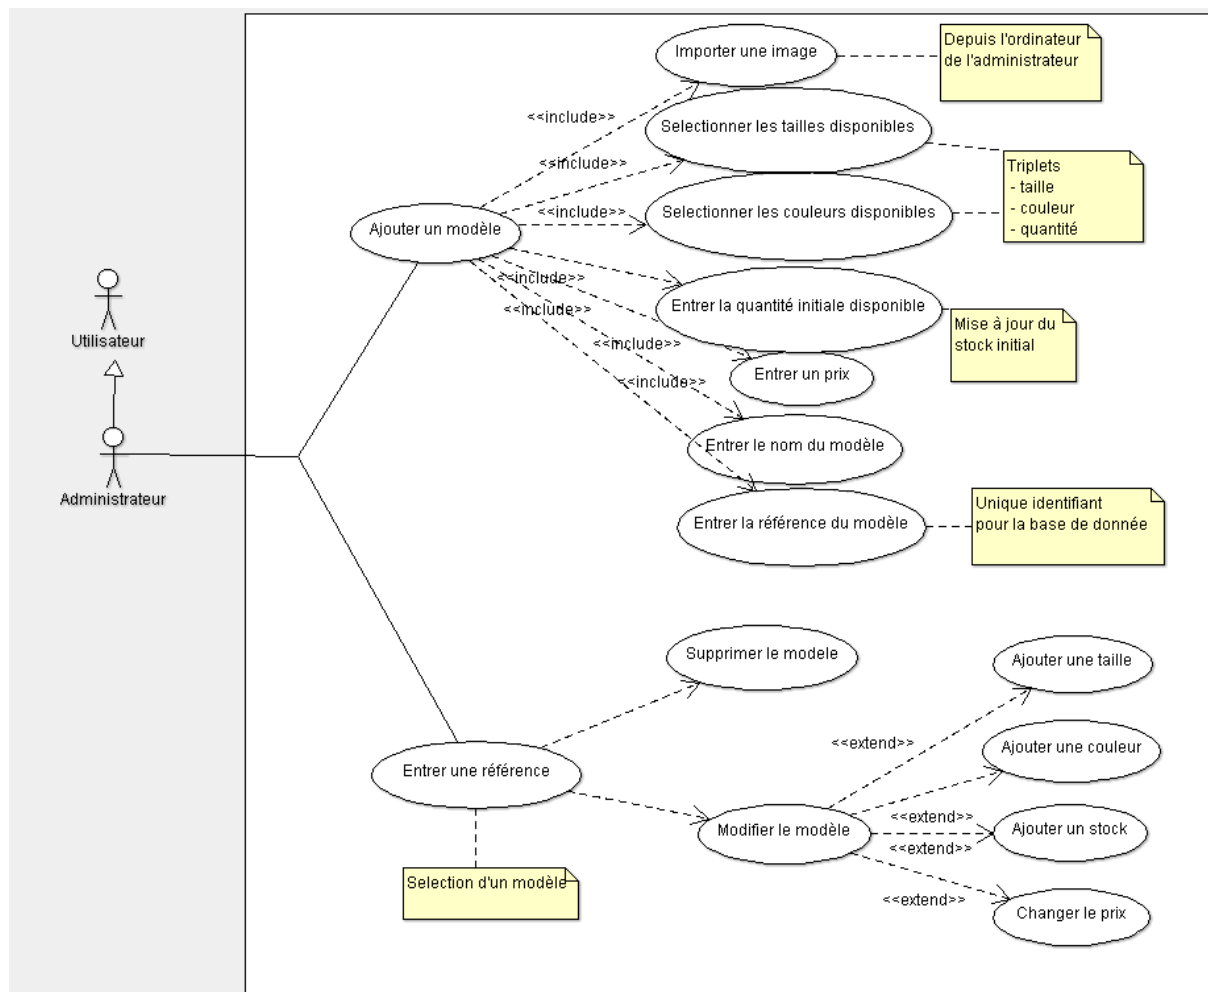 Importer une image
Depuis l'ordinateur
de l'administrateur
<<include>>
Selectionner les tailles disponibles
<<include>>
Triplets
- taille
- couleur
- quantité
<<include>>
Selectionner les couleurs disponibles
Ajouter un modèle
<<include>>
<<include>>
Entrer la quantité initiale disponible
Mise à jour du
stock initial
Utilisateur
<<include>>
<<include>>
Entrer un prix
Entrer le nom du modèle
Administrateur
Entrer la référence du modèle
Unique identifiant
pour la base de donnée
Supprimer le modele
Ajouter une taille
<<extend>>
Ajouter une couleur
Entrer une référence
<<extend>>
Modifier le modèle
Ajouter un stock
<<extend>>
Selection d'un modèle
<<extend>>
Changer le prix